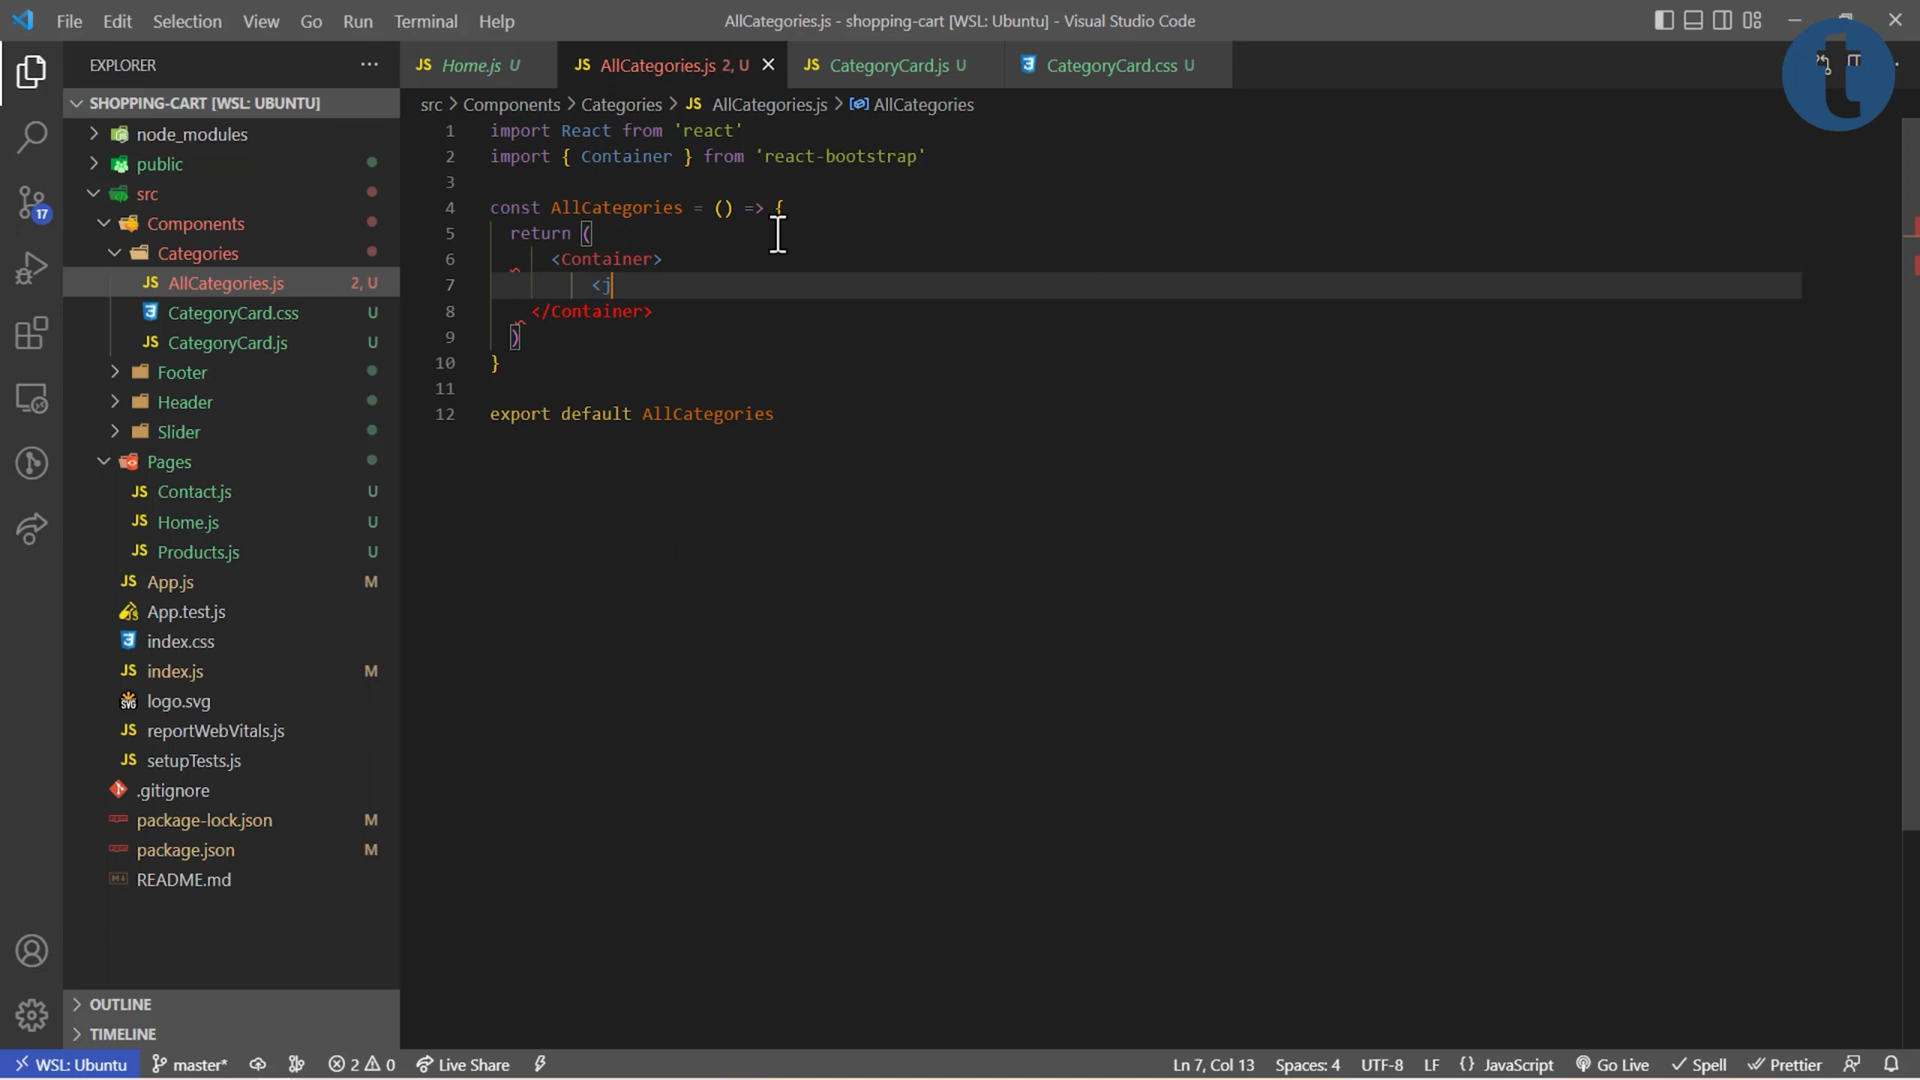 File Edit Selection View Go Run Terminal Help AllCategories.js - shopping-cart [WSL: Ubuntu] - Visual Studio Code
EXPLORER
Home.js U AllCategories.js 2, U CategoryCard.js U CategoryCard.css U
t
SHOPPING-CART [WSL: UBUNTU]
src > Components > Categories > JS AllCategories.js > AllCategories
node_modules
public
src
Components
Categories
JS AllCategories.js 2, U
CategoryCard.css U
JS CategoryCard.js U
Footer
Header
Slider
Pages
JS Contact.js U
JS Home.js U
JS Products.js U
JS App.js M
App.test.js
index.css
JS index.js M
logo.svg
JS reportWebVitals.js
JS setupTests.js
.gitignore
package-lock.json M
package.json M
README.md
17
OUTLINE
TIMELINE
1 import React from 'react'
2 import { Container } from 'react-bootstrap'
3
4 const AllCategories = () => {
5 return (
6 <Container>
7 <j
8 </Container>
9 )
10 }
11
12 export default AllCategories
WSL: Ubuntu master* 2 0 Live Share Ln 7, Col 13 Spaces: 4 UTF-8 LF {} JavaScript Go Live Spell Prettier